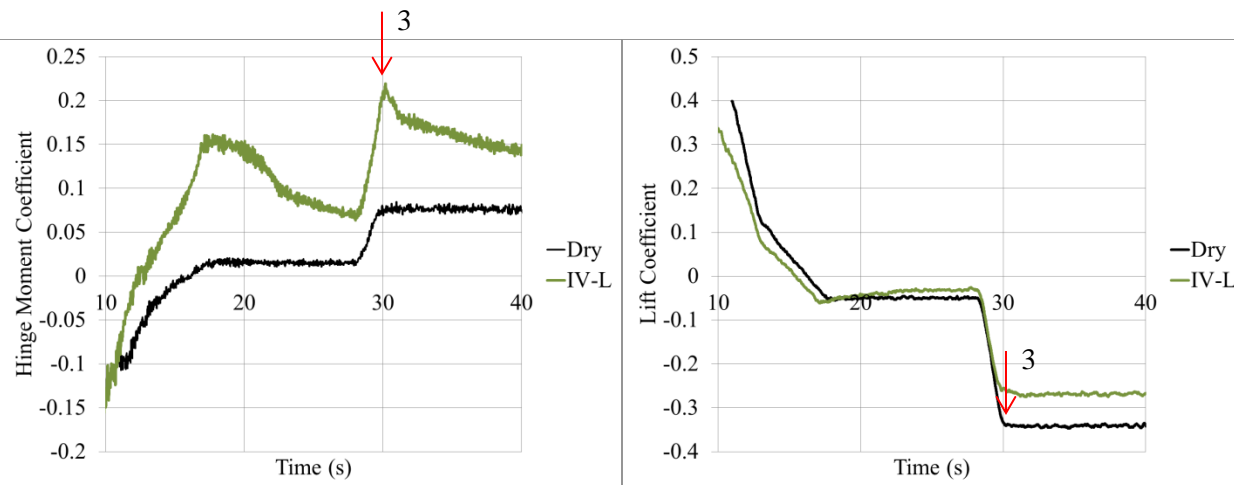 3
0.25
0.2
0.15
0.1
0.05
0
-0.05
-0.1
-0.15
-0.2
10 20 30 40
Hinge Moment Coefficient
Time (s)
Dry
IV-L
0.5
0.4
0.3
0.2
0.1
0
-0.1
-0.2
-0.3
-0.4
10 20 30 40
Lift Coefficient
Time (s)
3
Dry
IV-L